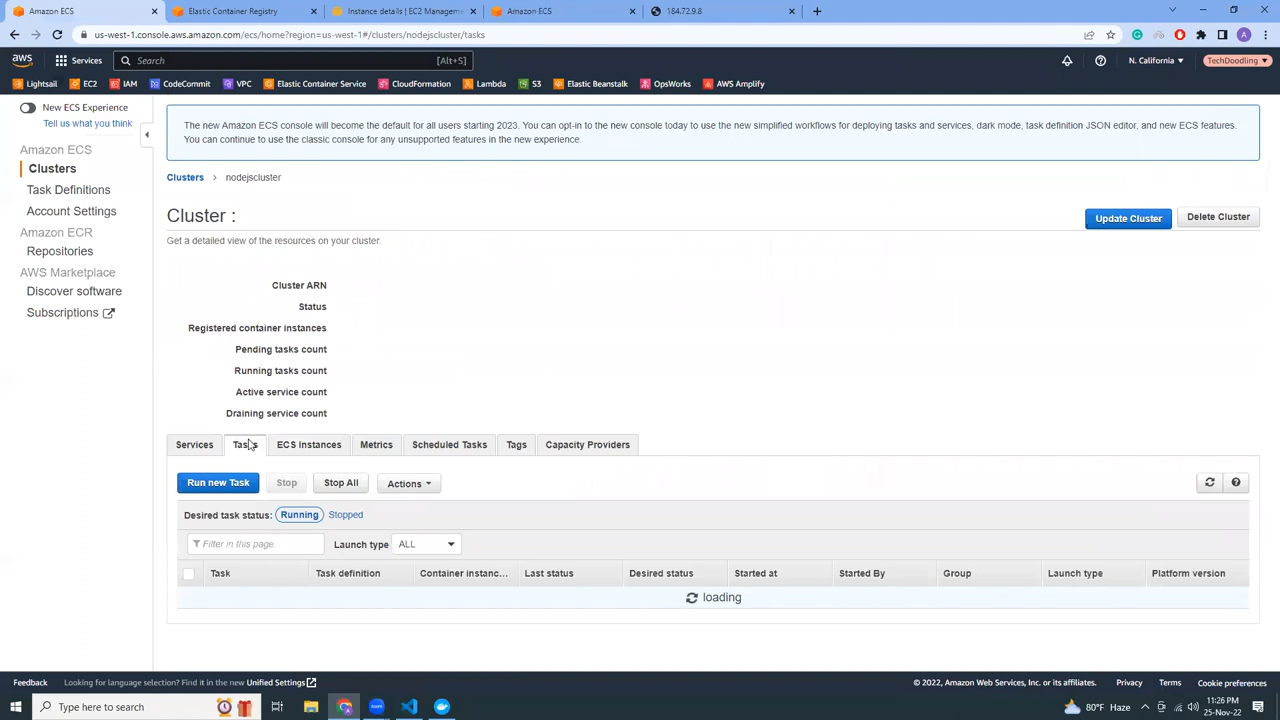 Amazon ECS
Elastic Container Registry
Instance details | EC2 Managem
Amazon ECS
184.72.9.8
us-west-1.console.aws.amazon.com/ecs/home?region=us-west-1#/clusters/nodejscluster/tasks
A
aws
Services
Search
[Alt+S]
N. California
TechDoodling
Lightsail
EC2
IAM
CodeCommit
VPC
Elastic Container Service
CloudFormation
Lambda
S3
Elastic Beanstalk
OpsWorks
AWS Amplify
New ECS Experience
Tell us what you think
Amazon ECS
Clusters
Task Definitions
Account Settings
Amazon ECR
Repositories
AWS Marketplace
Discover software
Subscriptions
The new Amazon ECS console will become the default for all users starting 2023. You can opt-in to the new console today to use the new simplified workflows for deploying tasks and services, dark mode, task definition JSON editor, and new ECS features.
You can continue to use the classic console for any unsupported features in the new experience.
Clusters > nodejscluster
Cluster :
Update Cluster
Delete Cluster
Get a detailed view of the resources on your cluster.
Cluster ARN
Status
Registered container instances
Pending tasks count
Running tasks count
Active service count
Draining service count
Services
Tasks
ECS Instances
Metrics
Scheduled Tasks
Tags
Capacity Providers
Run new Task
Stop
Stop All
Actions
Desired task status: Running Stopped
Filter in this page
Launch type ALL
Task
Task definition
Container instanc...
Last status
Desired status
Started at
Started By
Group
Launch type
Platform version
loading
Feedback
Looking for language selection? Find it in the new Unified Settings
© 2022, Amazon Web Services, Inc. or its affiliates.
Privacy
Terms
Cookie preferences
Type here to search
80°F Haze
11:26 PM
25-Nov-22